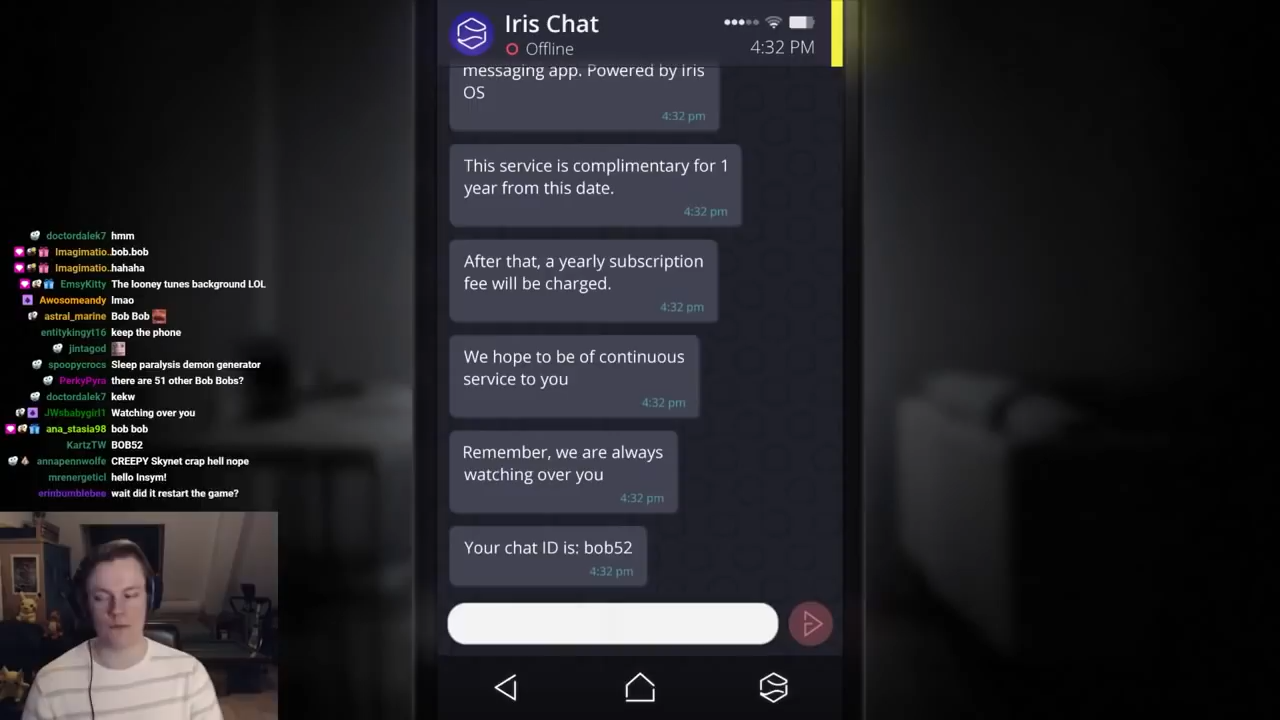 Iris Chat
Offline
4:32 PM
messaging app. Powered by Iris
OS
4:32 pm
This service is complimentary for 1
year from this date.
4:32 pm
After that, a yearly subscription
fee will be charged.
4:32 pm
We hope to be of continuous
service to you
4:32 pm
Remember, we are always
watching over you
4:32 pm
Your chat ID is: bob52
4:32 pm
doctordalek7 hmm
Imagimatio.. bob.bob
Imagimatio.. hahaha
EmsyKitty The looney tunes background LOL
Awosomeandy lmao
astral_marine Bob Bob
entitykingyt16 keep the phone
jintagod
spoopycrocs Sleep paralysis demon generator
PerkyPyra there are 51 other Bob Bobs?
doctordalek7 kekw
JWsbabygirl1 Watching over you
ana_stasia98 bob bob
KartzTW BOB52
annapennwolfe CREEPY Skynet crap hell nope
mrenergeticl hello Insym!
erinbumblebee wait did it restart the game?